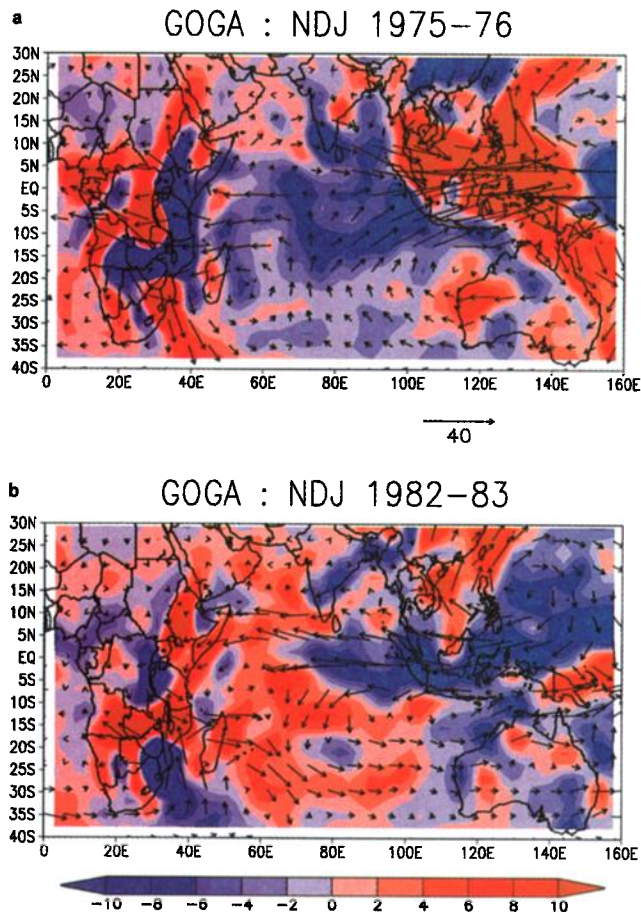 a
GOGA : NDJ 1975-76
30N
25N
20N
15N
10N
5N
EQ
5S
10S
15S
20S
25S
30S
35S
40S
0 20E 40E 60E 80E 100E 120E 140E 160E
40
b
GOGA : NDJ 1982-83
30N
25N
20N
15N
10N
5N
EQ
5S
10S
15S
20S
25S
30S
35S
40S
0 20E 40E 60E 80E 100E 120E 140E 160E
-10 -8 -6 -4 -2 0 2 4 6 8 10